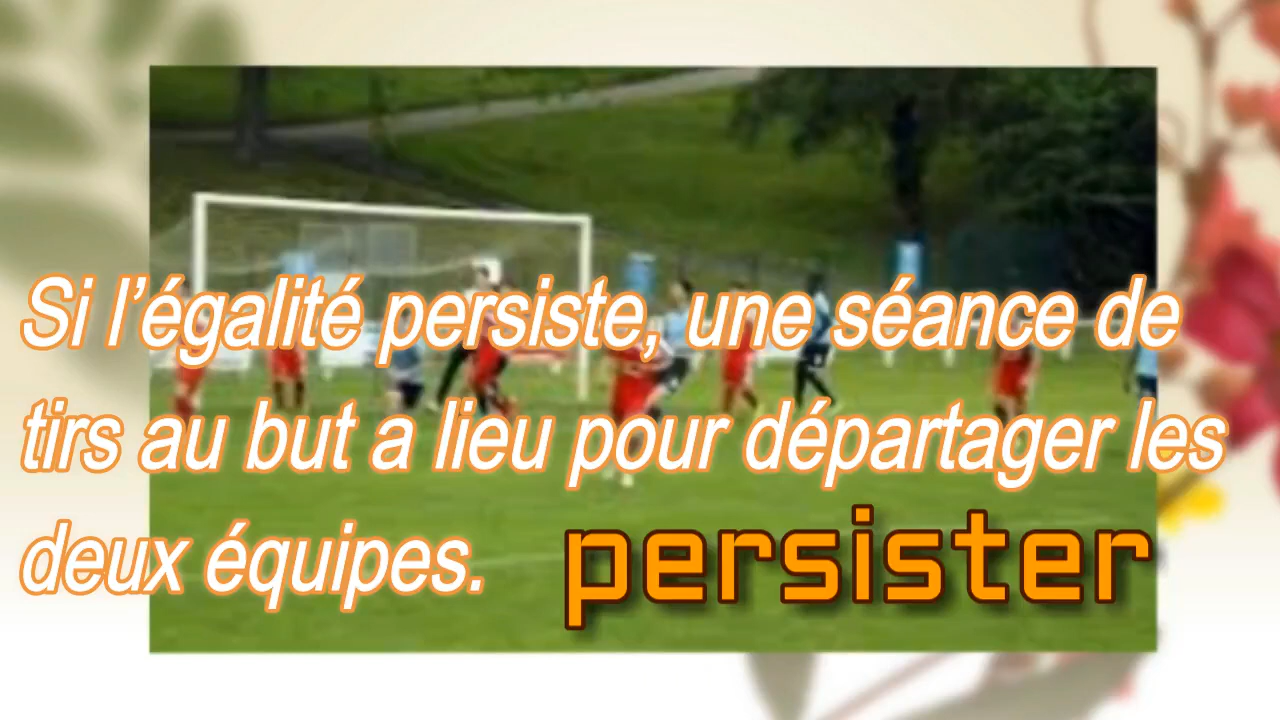 Si l’égalité persiste, une séance de
tirs au but a lieu pour départager les
deux équipes.
persister